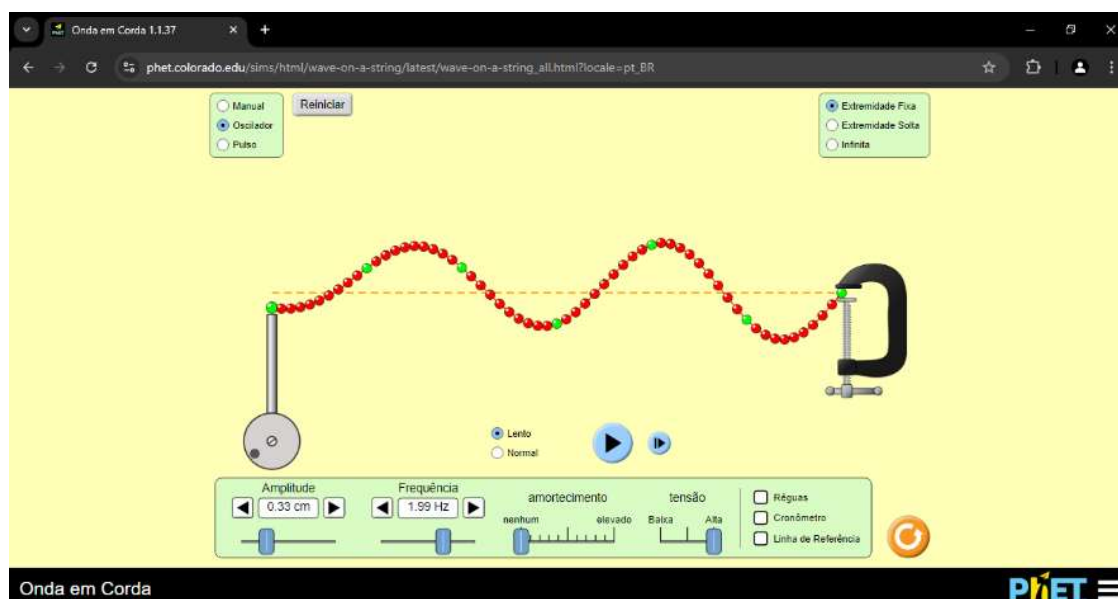 Onda em Corda 1.1.37
phet.colorado.edu/sims/html/wave-on-a-string/latest/wave-on-a-string_all.html?locale=pt_BR
Manual
Oscilador
Pulso
Reiniciar
Extremidade Fixa
Extremidade Solta
Infinita
Lento
Normal
Amplitude
0.33 cm
Frequência
1.99 Hz
amortecimento
nenhum
elevado
tensão
Baixa
Alta
Réguas
Cronômetro
Linha de Referência
Onda em Corda
PhET